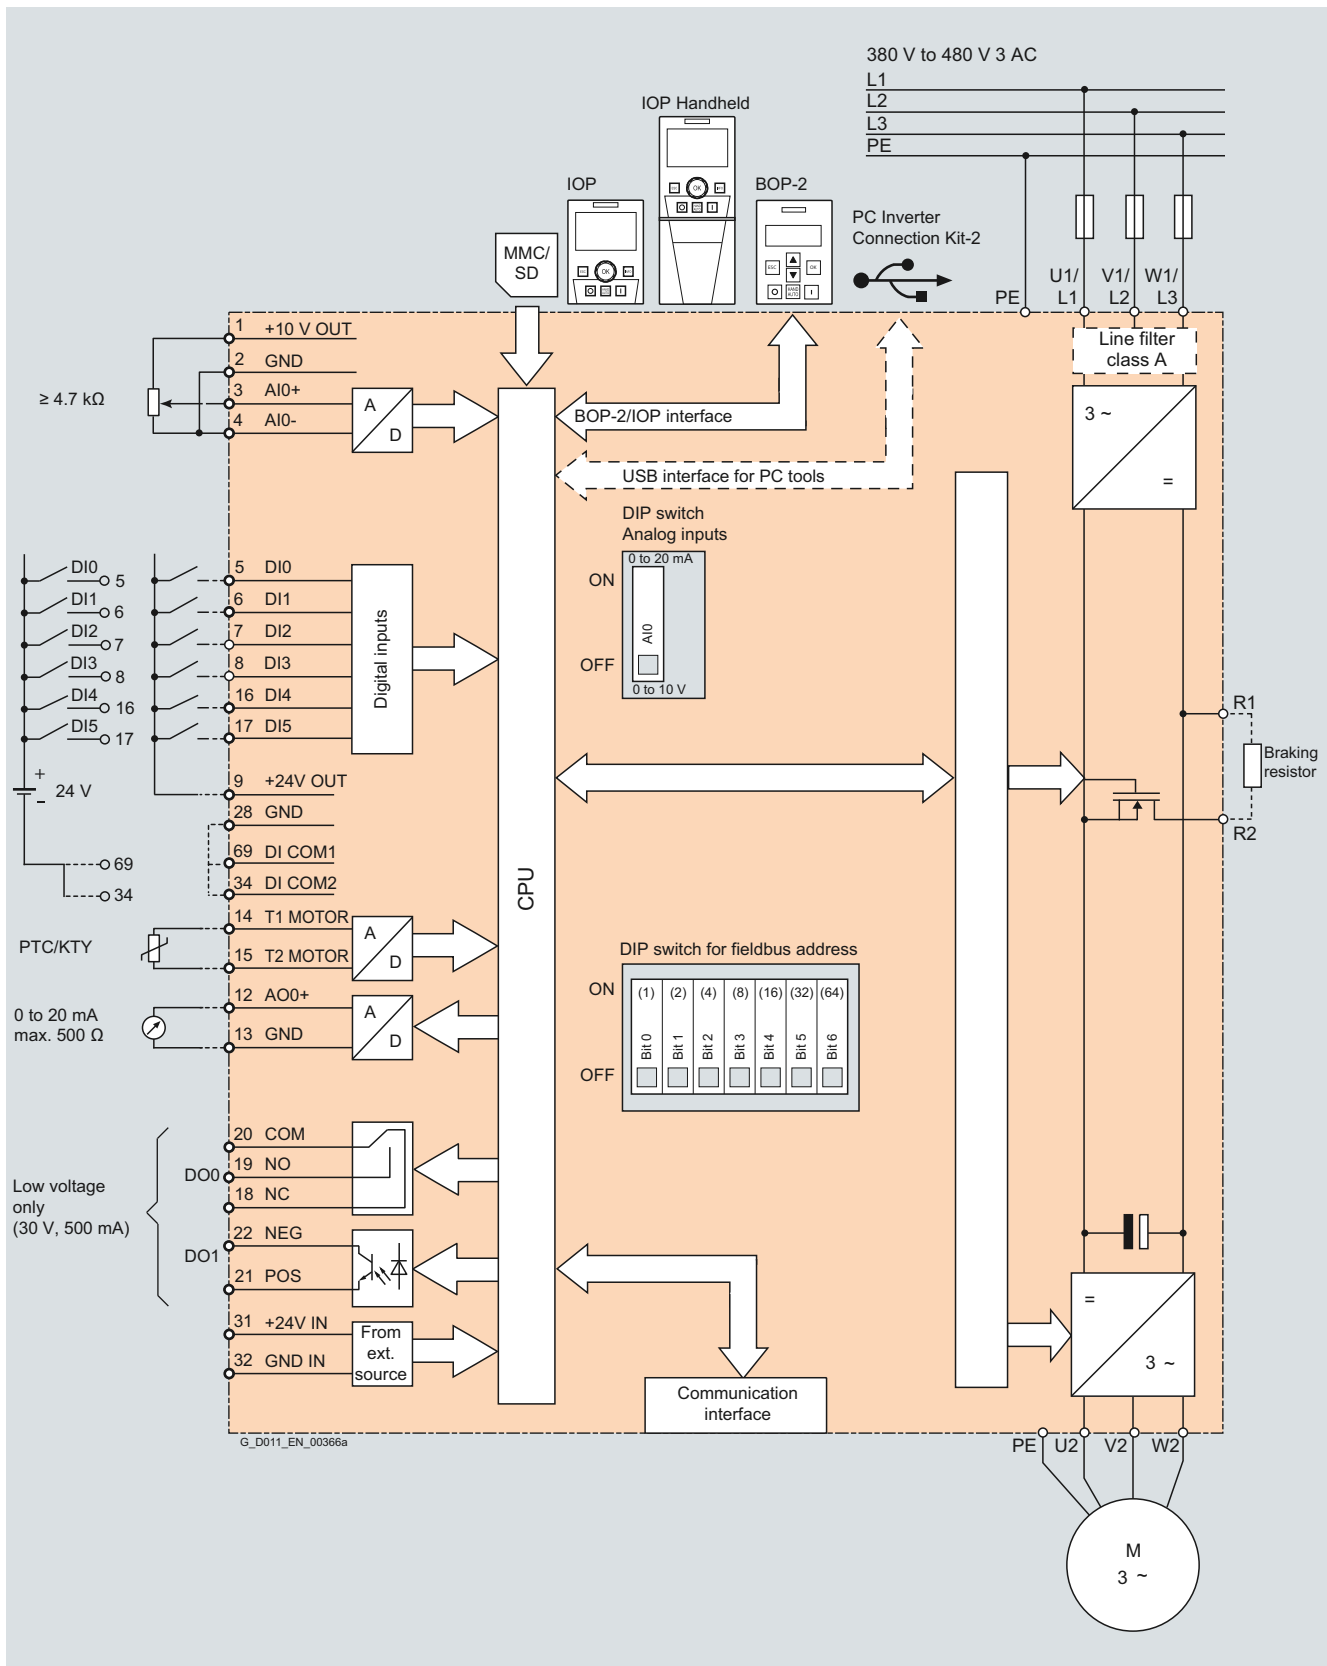 380 V to 480 V 3 AC
L1
L2
L3
PE
IOP Handheld
IOP
BOP-2
PC Inverter
Connection Kit-2
MMC/
SD
ESC
OK
HAND
AUTO
I
PE
U1/
L1
V1/
L2
W1/
L3
Line filter
class A
1 +10 V OUT
2 GND
3 AI0+
4 AI0-
≥ 4.7 kΩ
A
D
BOP-2/IOP interface
USB interface for PC tools
3 ~
=
DIP switch
Analog inputs
0 to 20 mA
ON
AI0
OFF
0 to 10 V
DI0 5
DI1 6
DI2 7
DI3 8
DI4 16
DI5 17
5 DI0
6 DI1
7 DI2
8 DI3
16 DI4
17 DI5
Digital inputs
+
-
24 V
69
34
9 +24V OUT
28 GND
69 DI COM1
34 DI COM2
R1
Braking
resistor
R2
CPU
14 T1 MOTOR
15 T2 MOTOR
PTC/KTY
A
D
12 AO0+
13 GND
0 to 20 mA
max. 500 Ω
A
D
DIP switch for fieldbus address
ON
(1) (2) (4) (8) (16) (32) (64)
Bit 0 Bit 1 Bit 2 Bit 3 Bit 4 Bit 5 Bit 6
OFF
20 COM
19 NO
18 NC
DO0
Low voltage
only
(30 V, 500 mA)
22 NEG
21 POS
DO1
31 +24V IN
32 GND IN
From
ext.
source
=
3 ~
Communication
interface
G_D011_EN_00366a
PE U2 V2 W2
M
3 ~